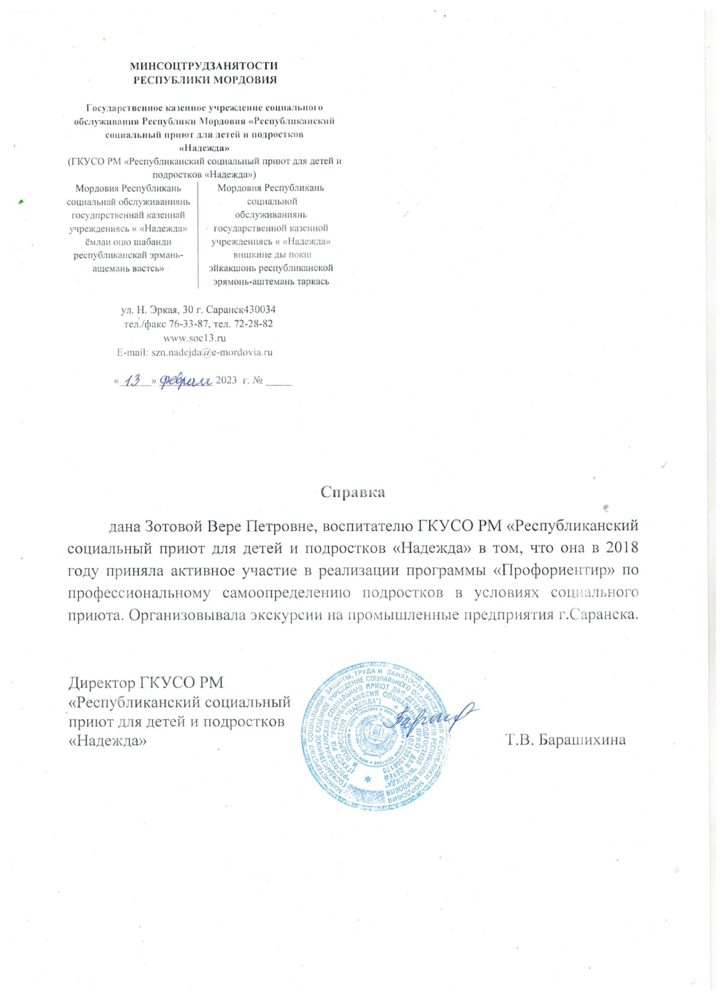 МИНСОЦТРУДЗАНЯТОСТИ
РЕСПУБЛИКИ МОРДОВИЯ
Государственное казенное учреждение социального
обслуживания Республики Мордовия «Республиканский
социальный приют для детей и подростков
«Надежда»
(ГКУСО РМ «Республиканский социальный приют для детей и
подростков «Надежда»)
Мордовия Республикань
социальнай обслуживаниянь
госудпрственнай казеннай
учреждениясь « «Надежда»
ёмлаи оцю шабанди
республиканскай эрмань-
ащемань вастсь»
Мордовия Республикань
социальной
обслуживаниянь
государственной казенной
учреждениясь « «Надежда»
вишкине ды покш
эйкакшонь республиканской
эрямонь-аштемань таркась
ул. Н. Эркая, 30 г. Саранск430034
тел./факс 76-33-87, тел. 72-28-82
www.soc13.ru
E-mail: szn.nadejda@e-mordovia.ru
« 13 » февраля 2023 г. № _____
Справка
дана Зотовой Вере Петровне, воспитателю ГКУСО РМ «Республиканский
социальный приют для детей и подростков «Надежда» в том, что она в 2018
году приняла активное участие в реализации программы «Профориентир» по
профессиональному самоопределению подростков в условиях социального
приюта. Организовывала экскурсии на промышленные предприятия г.Саранска.
Директор ГКУСО РМ
«Республиканский социальный
приют для детей и подростков
«Надежда»
Т.В. Барашихина